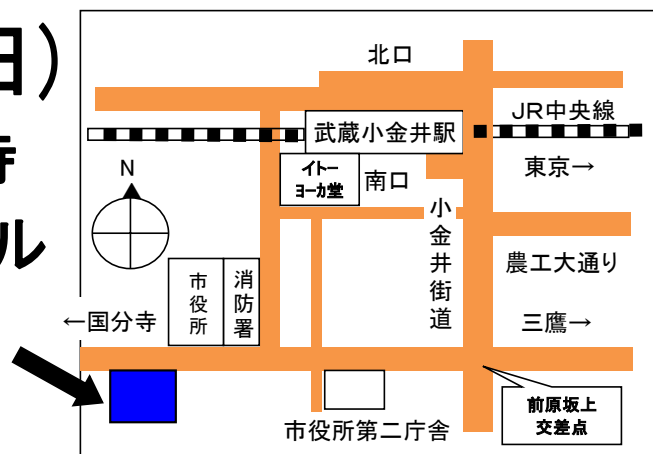 日)
寺
ル
北口
JR中央線
武蔵小金井駅
東京→
イトー
ヨーカ堂
南口
N
小金井街道
農工大通り
市役所
消防署
←国分寺
三鷹→
前原坂上
交差点
市役所第二庁舎